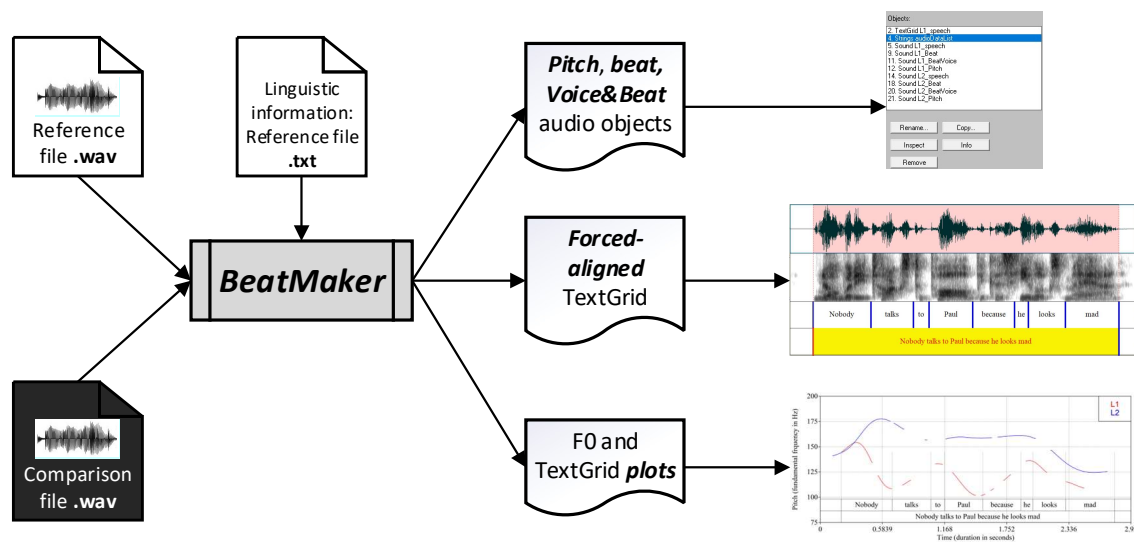 Reference
file .wav
Linguistic
information:
Reference file
.txt
BeatMaker
Comparison
file .wav
Pitch, beat,
Voice&Beat
audio objects
Forced-
aligned
TextGrid
F0 and
TextGrid plots
Objects:
2. TextGrid L1_speech
4. Strings audioDataList
5. Sound L1_speech
9. Sound L1_Beat
11. Sound L1_BeatVoice
12. Sound L1_Pitch
14. Sound L2_speech
18. Sound L2_Beat
20. Sound L2_BeatVoice
21. Sound L2_Pitch
Rename... Copy...
Inspect Info
Remove
Nobody talks to Paul because he looks mad
Nobody talks to Paul because he looks mad
L1
L2
Pitch (fundamental frquency in Hz)
200
175
150
125
100
75
Nobody talks to Paul because he looks mad
Nobody talks to Paul because he looks mad
0 0.5839 1.168 1.752 2.336 2.9
Time (duration in seconds)